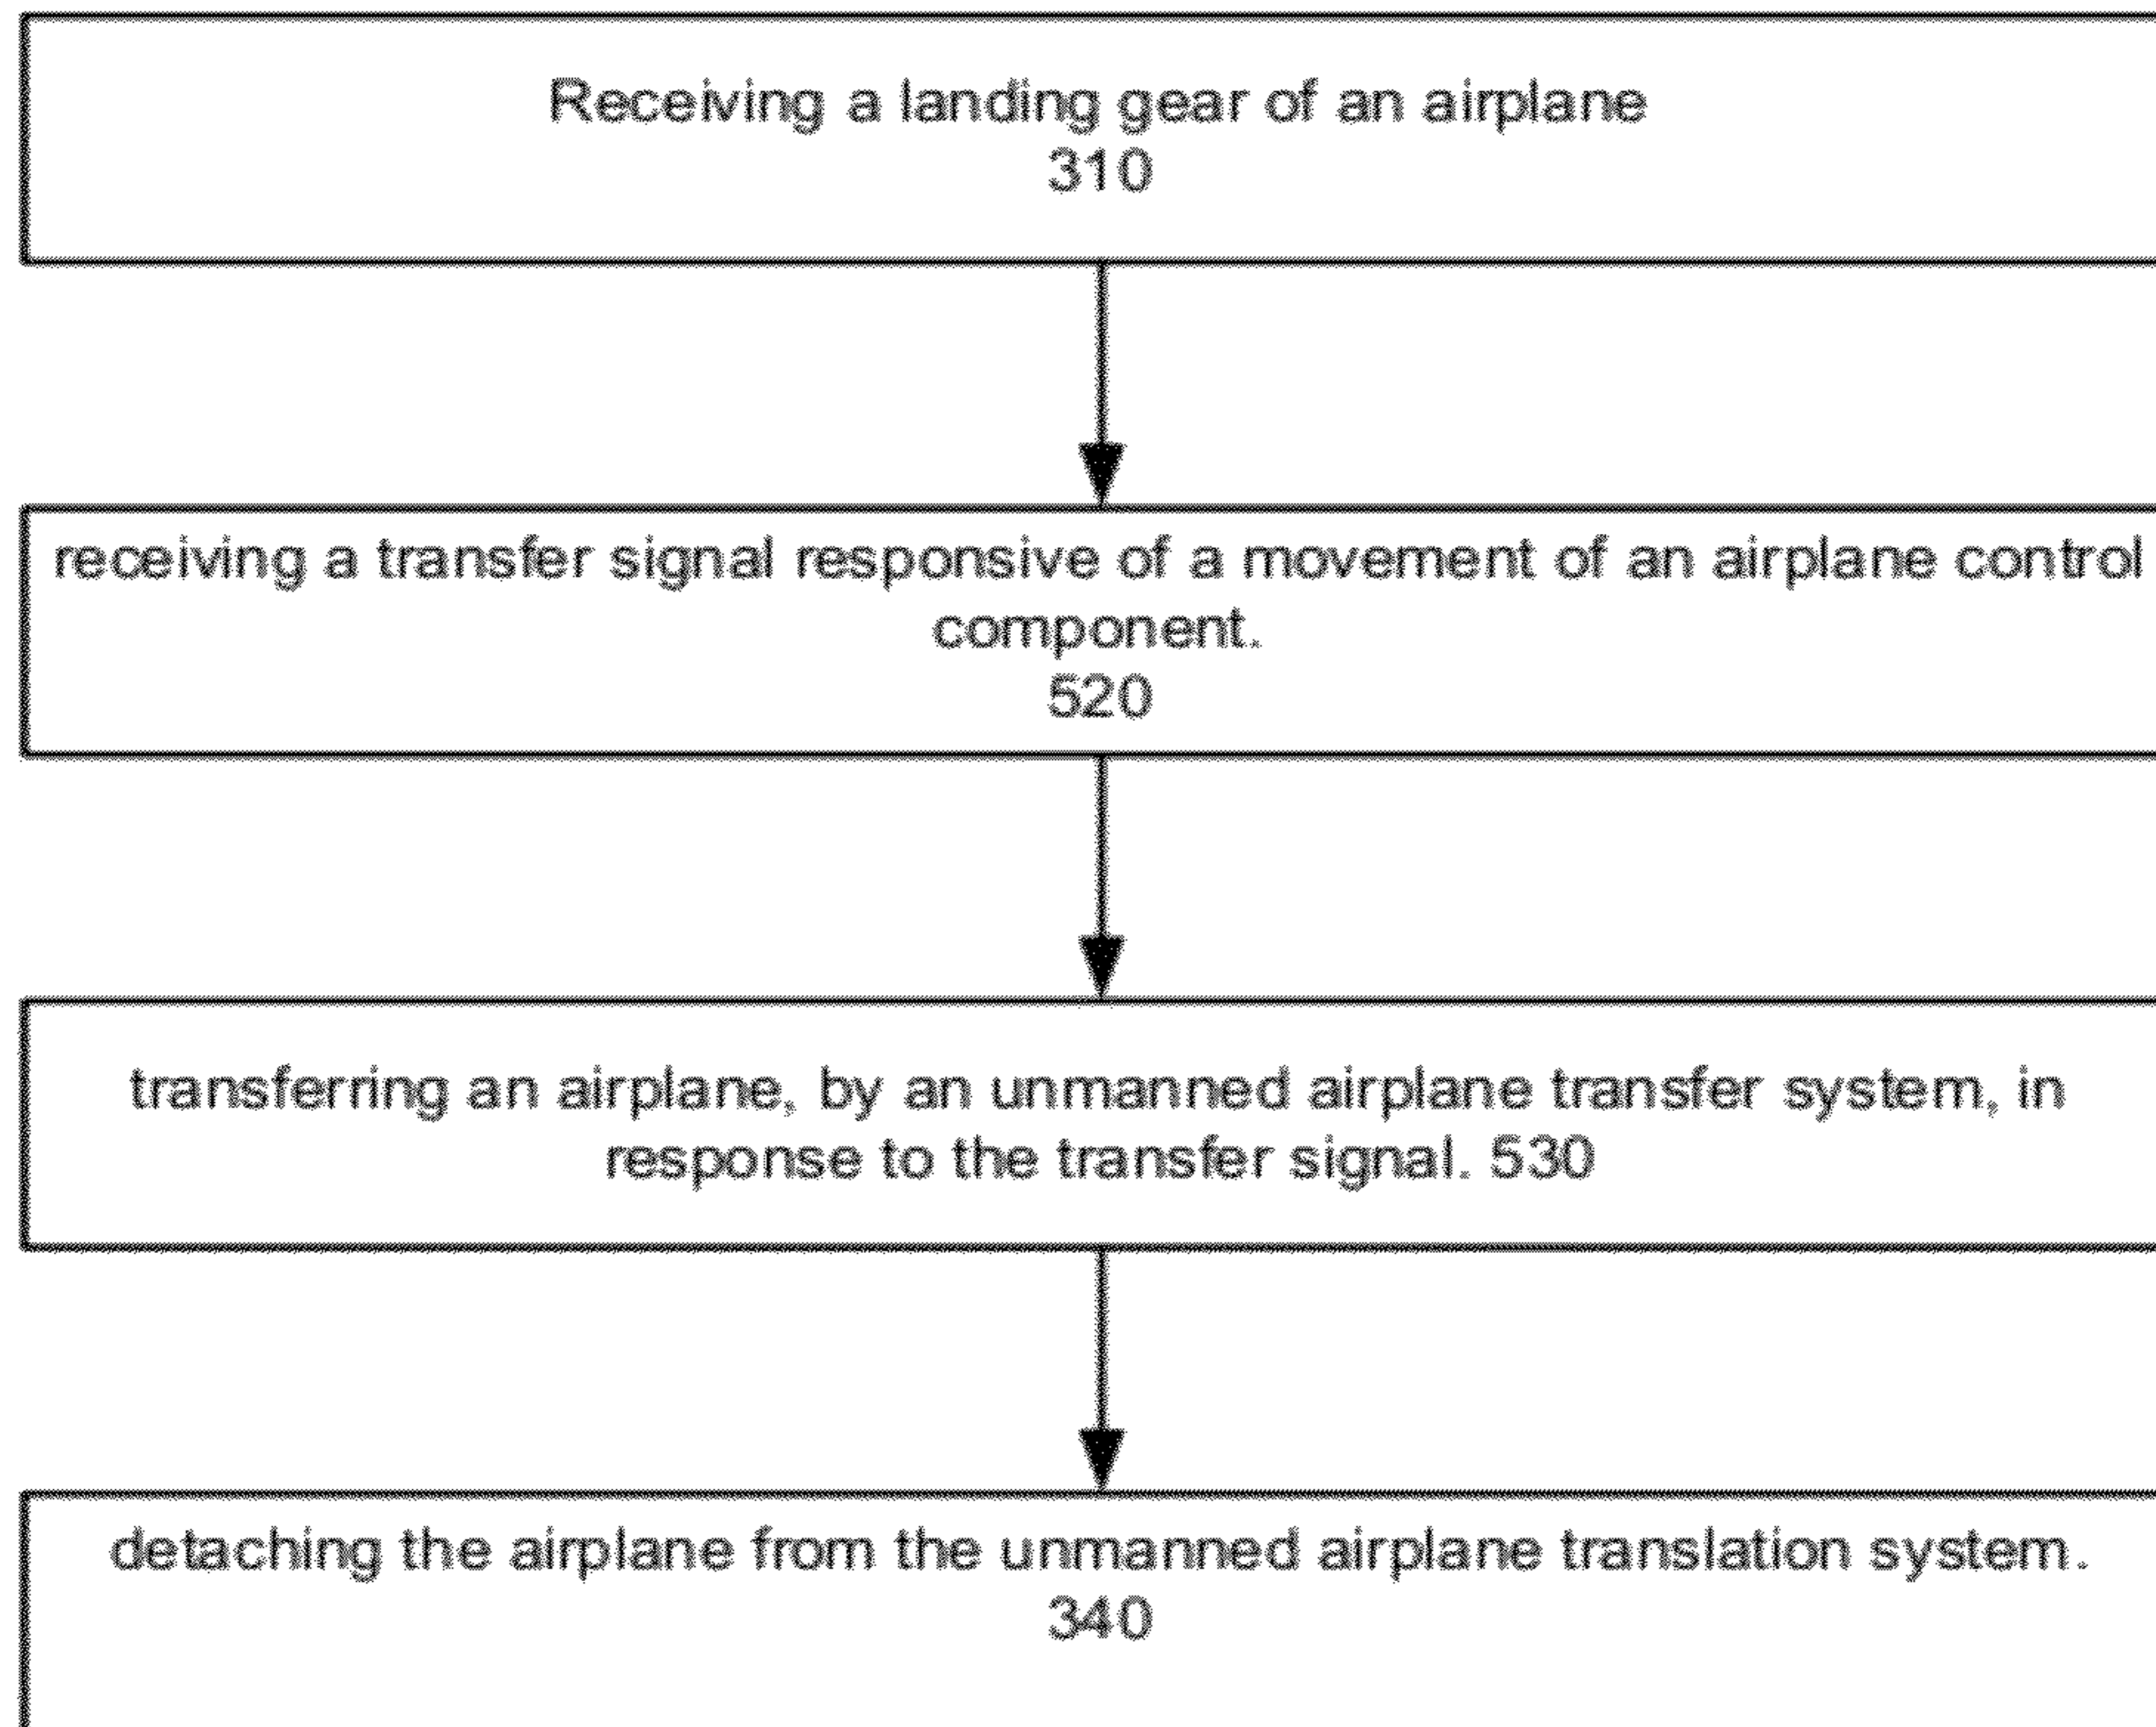 Receiving a landing gear of an airplane
310
receiving a transfer signal responsive of a movement of an airplane control
component.
520
transferring an airplane, by an unmanned airplane transfer system, in
response to the transfer signal. 530
detaching the airplane from the unmanned airplane translation system.
340